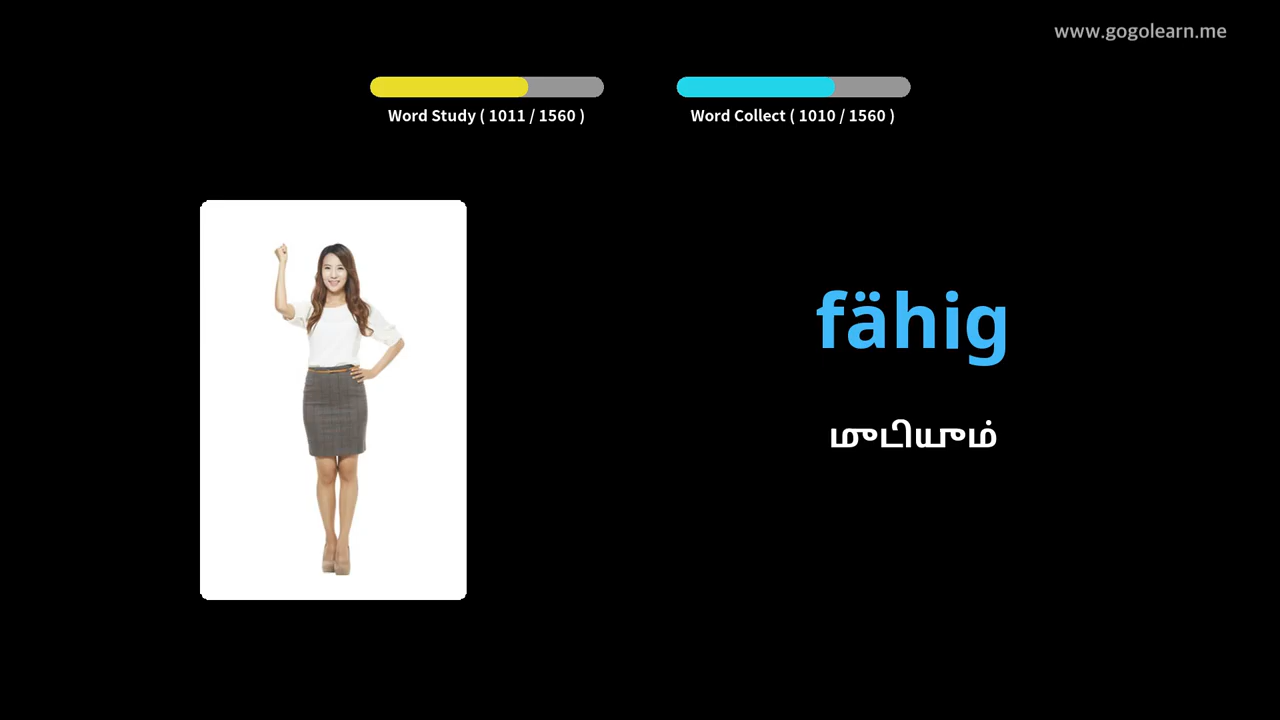 www.gogolearn.me
Word Study ( 1011 / 1560 )
Word Collect ( 1010 / 1560 )
fähig
முடியும்